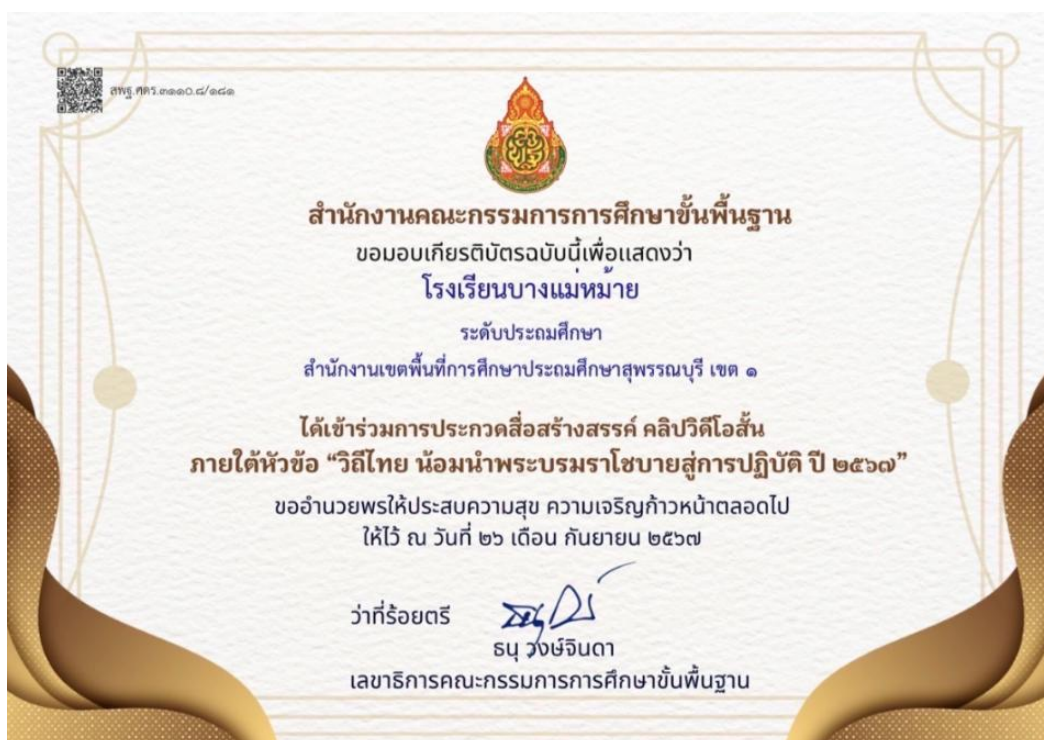 สพฐ.ศตร.๓๑๑๐.๘/๑๘๑
สำนักงานคณะกรรมการการศึกษาขั้นพื้นฐาน
ขอมอบเกียรติบัตรฉบับนี้เพื่อแสดงว่า
โรงเรียนบางแม่หม้าย
ระดับประถมศึกษา
สำนักงานเขตพื้นที่การศึกษาประถมศึกษาสุพรรณบุรี เขต ๑
ได้เข้าร่วมการประกวดสื่อสร้างสรรค์ คลิปวิดีโอสั้น
ภายใต้หัวข้อ “วิถีไทย น้อมนำพระบรมราโชบายสู่การปฏิบัติ ปี ๒๕๖๗”
ขออำนวยพรให้ประสบความสุข ความเจริญก้าวหน้าตลอดไป
ให้ไว้ ณ วันที่ ๒๖ เดือน กันยายน ๒๕๖๗
ว่าที่ร้อยตรี
ธนุ วงษ์จินดา
เลขาธิการคณะกรรมการการศึกษาขั้นพื้นฐาน